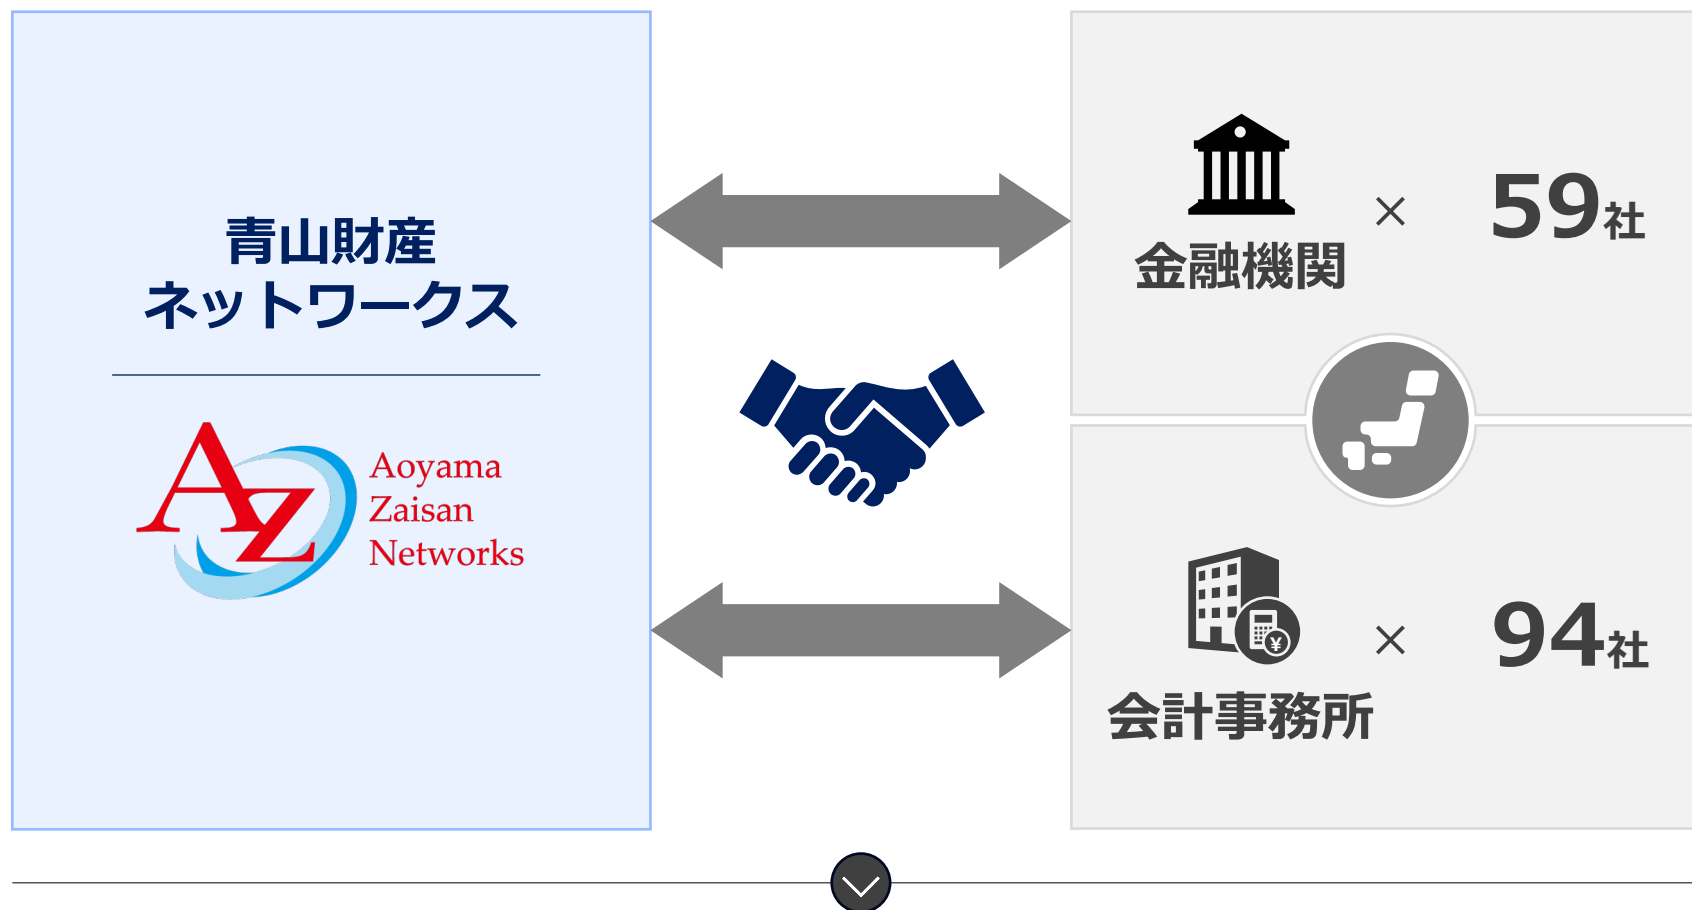 青山財産
ネットワークス
AZ
Aoyama
Zaisan
Networks
金融機関
× 59社
会計事務所
× 94社
¥